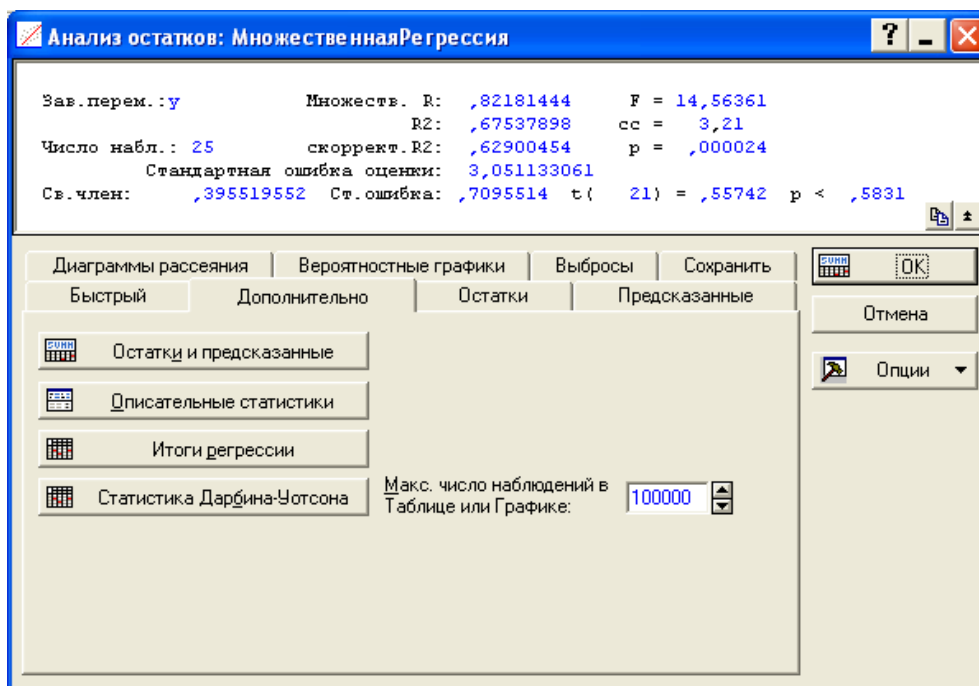 Анализ остатков: МножественнаяРегрессия
Зав.перем.:y Множеств. R: ,82181444 F = 14,56361
R2: ,67537898 сс = 3,21
Число набл.: 25 скоррект.R2: ,62900454 p = ,000024
Стандартная ошибка оценки: 3,051133061
Св.член: ,395519552 Ст.ошибка: ,7095514 t( 21) = ,55742 p < ,5831
Диаграммы рассеяния Вероятностные графики Выбросы Сохранить
Быстрый Дополнительно Остатки Предсказанные
SUMM OK
Отмена
Опции
SUMM Остатки и предсказанные
Описательные статистики
Итоги регрессии
Статистика Дарбина-Уотсона
Макс. число наблюдений в
Таблице или Графике: 100000